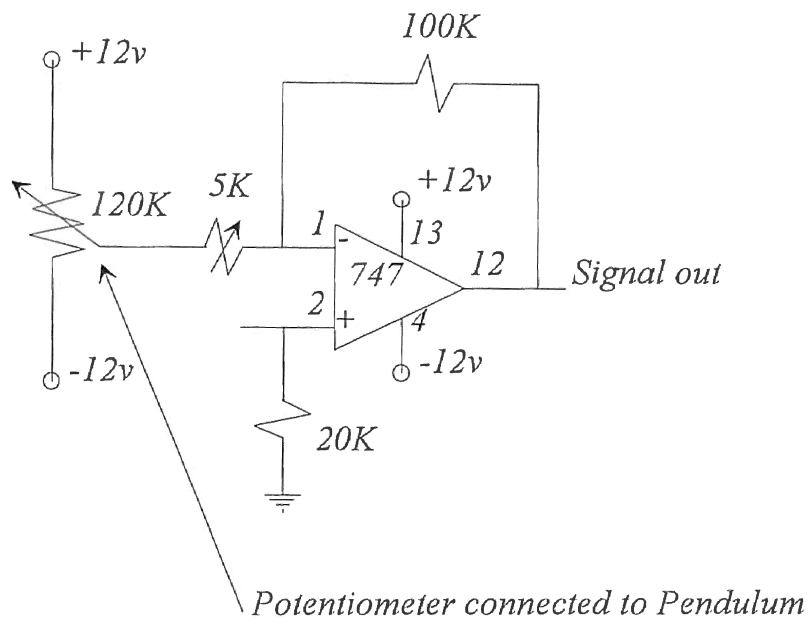 100K
+12v
120K
5K
+12v
1
-
13
747
12
Signal out
2
+
4
-12v
-12v
20K
Potentiometer connected to Pendulum